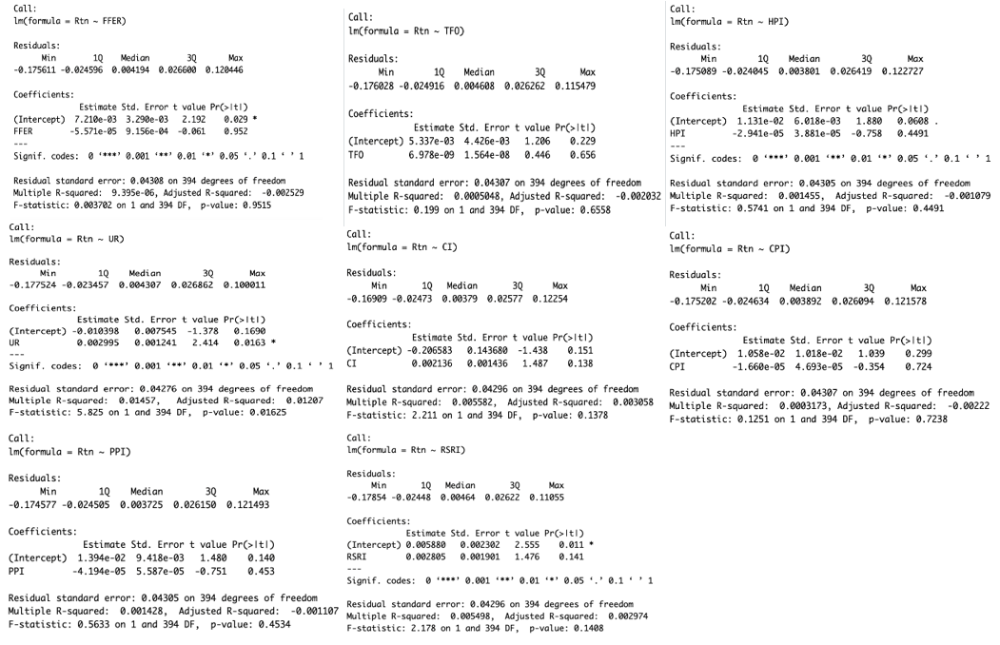 Call:
lm(formula = Rtn ~ FFER)
Residuals:
Min 1Q Median 3Q Max
-0.175611 -0.024596 0.004194 0.026600 0.120446
Coefficients:
Estimate Std. Error t value Pr(>|t|)
(Intercept) 7.210e-03 3.290e-03 2.192 0.029 *
FFER -5.571e-05 9.156e-04 -0.061 0.952
---
Signif. codes: 0 ‘***’ 0.001 ‘**’ 0.01 ‘*’ 0.05 ‘.’ 0.1 ‘ ’ 1
Residual standard error: 0.04308 on 394 degrees of freedom
Multiple R-squared: 9.395e-06, Adjusted R-squared: -0.002529
F-statistic: 0.003702 on 1 and 394 DF, p-value: 0.9515
Call:
lm(formula = Rtn ~ TFO)
Residuals:
Min 1Q Median 3Q Max
-0.176028 -0.024916 0.004608 0.026262 0.115479
Coefficients:
Estimate Std. Error t value Pr(>|t|)
(Intercept) 5.337e-03 4.426e-03 1.206 0.229
TFO 6.978e-09 1.564e-08 0.446 0.656
Residual standard error: 0.04307 on 394 degrees of freedom
Multiple R-squared: 0.0005048, Adjusted R-squared: -0.002032
F-statistic: 0.199 on 1 and 394 DF, p-value: 0.6558
Call:
lm(formula = Rtn ~ HPI)
Residuals:
Min 1Q Median 3Q Max
-0.175089 -0.024045 0.003801 0.026419 0.122727
Coefficients:
Estimate Std. Error t value Pr(>|t|)
(Intercept) 1.131e-02 6.018e-03 1.880 0.0608 .
HPI -2.941e-05 3.881e-05 -0.758 0.4491
---
Signif. codes: 0 ‘***’ 0.001 ‘**’ 0.01 ‘*’ 0.05 ‘.’ 0.1 ‘ ’ 1
Residual standard error: 0.04305 on 394 degrees of freedom
Multiple R-squared: 0.001455, Adjusted R-squared: -0.001079
F-statistic: 0.5741 on 1 and 394 DF, p-value: 0.4491
Call:
lm(formula = Rtn ~ UR)
Residuals:
Min 1Q Median 3Q Max
-0.177524 -0.023457 0.004307 0.026862 0.100011
Coefficients:
Estimate Std. Error t value Pr(>|t|)
(Intercept) -0.010398 0.007545 -1.378 0.1690
UR 0.002995 0.001241 2.414 0.0163 *
---
Signif. codes: 0 ‘***’ 0.001 ‘**’ 0.01 ‘*’ 0.05 ‘.’ 0.1 ‘ ’ 1
Residual standard error: 0.04276 on 394 degrees of freedom
Multiple R-squared: 0.01457, Adjusted R-squared: 0.01207
F-statistic: 5.825 on 1 and 394 DF, p-value: 0.01625
Call:
lm(formula = Rtn ~ CI)
Residuals:
Min 1Q Median 3Q Max
-0.16909 -0.02473 0.00379 0.02577 0.12254
Coefficients:
Estimate Std. Error t value Pr(>|t|)
(Intercept) -0.206583 0.143680 -1.438 0.151
CI 0.002136 0.001436 1.487 0.138
Residual standard error: 0.04296 on 394 degrees of freedom
Multiple R-squared: 0.005582, Adjusted R-squared: 0.003058
F-statistic: 2.211 on 1 and 394 DF, p-value: 0.1378
Call:
lm(formula = Rtn ~ CPI)
Residuals:
Min 1Q Median 3Q Max
-0.175202 -0.024634 0.003892 0.026094 0.121578
Coefficients:
Estimate Std. Error t value Pr(>|t|)
(Intercept) 1.058e-02 1.018e-02 1.039 0.299
CPI -1.660e-05 4.693e-05 -0.354 0.724
Residual standard error: 0.04307 on 394 degrees of freedom
Multiple R-squared: 0.0003173, Adjusted R-squared: -0.00222
F-statistic: 0.1251 on 1 and 394 DF, p-value: 0.7238
Call:
lm(formula = Rtn ~ PPI)
Residuals:
Min 1Q Median 3Q Max
-0.174577 -0.024505 0.003725 0.026150 0.121493
Coefficients:
Estimate Std. Error t value Pr(>|t|)
(Intercept) 1.394e-02 9.418e-03 1.480 0.140
PPI -4.194e-05 5.587e-05 -0.751 0.453
Residual standard error: 0.04305 on 394 degrees of freedom
Multiple R-squared: 0.001428, Adjusted R-squared: -0.001107
F-statistic: 0.5633 on 1 and 394 DF, p-value: 0.4534
Call:
lm(formula = Rtn ~ RSRI)
Residuals:
Min 1Q Median 3Q Max
-0.17854 -0.02448 0.00464 0.02622 0.11055
Coefficients:
Estimate Std. Error t value Pr(>|t|)
(Intercept) 0.005880 0.002302 2.555 0.011 *
RSRI 0.002805 0.001901 1.476 0.141
---
Signif. codes: 0 ‘***’ 0.001 ‘**’ 0.01 ‘*’ 0.05 ‘.’ 0.1 ‘ ’ 1
Residual standard error: 0.04296 on 394 degrees of freedom
Multiple R-squared: 0.005498, Adjusted R-squared: 0.002974
F-statistic: 2.178 on 1 and 394 DF, p-value: 0.1408